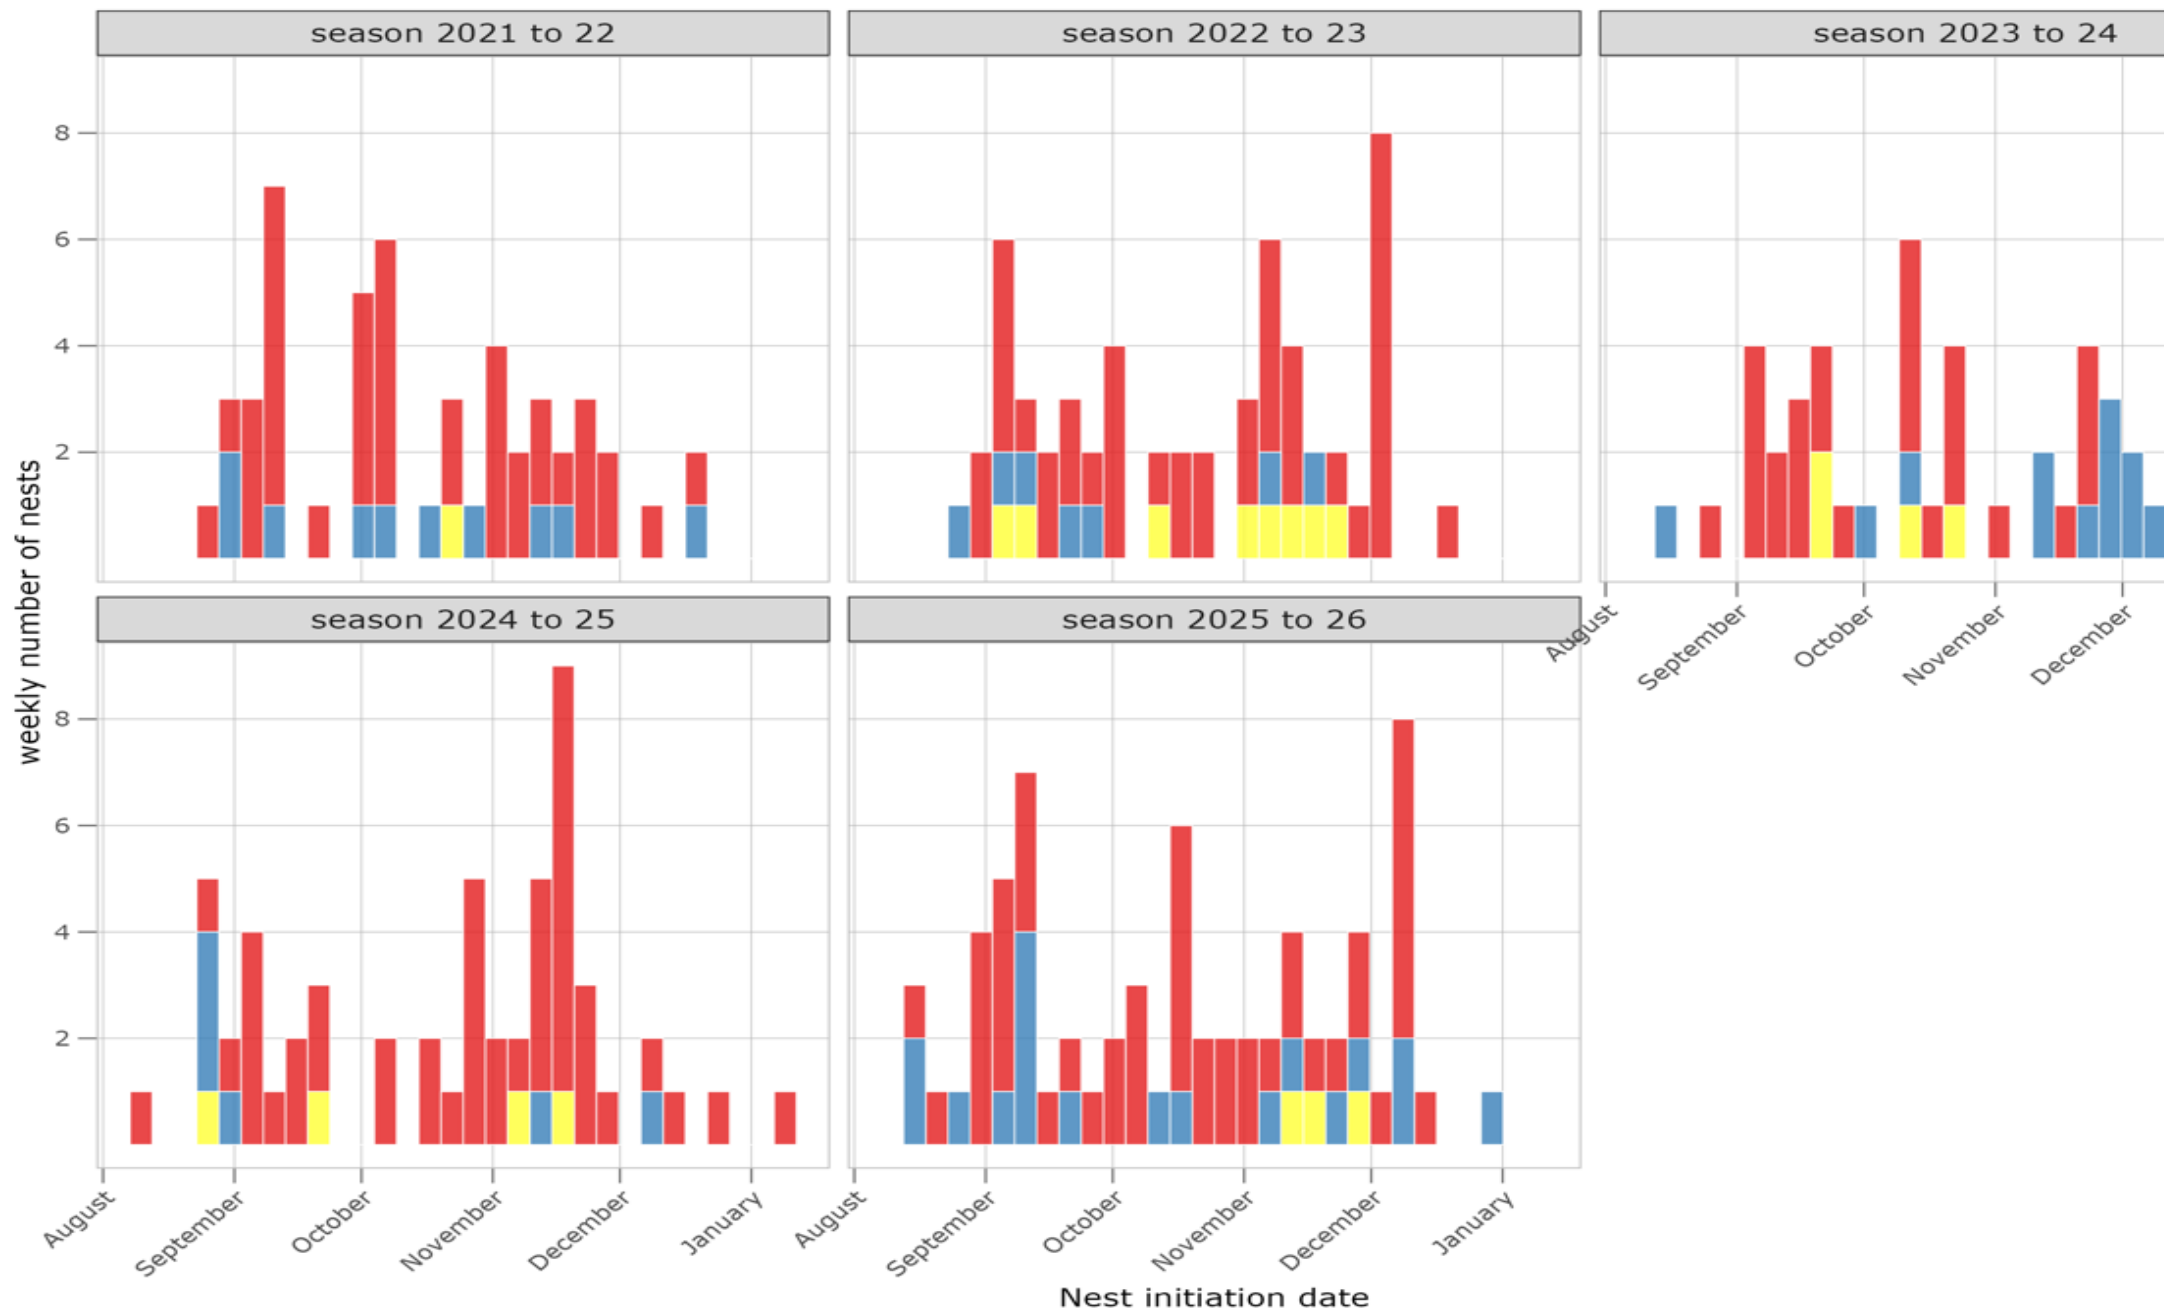 season 2021 to 22
season 2022 to 23
season 2023 to 24
8
6
4
2
weekly number of nests
August
September
October
November
December
season 2024 to 25
season 2025 to 26
8
6
4
2
August
September
October
November
December
January
August
September
October
November
December
January
Nest initiation date